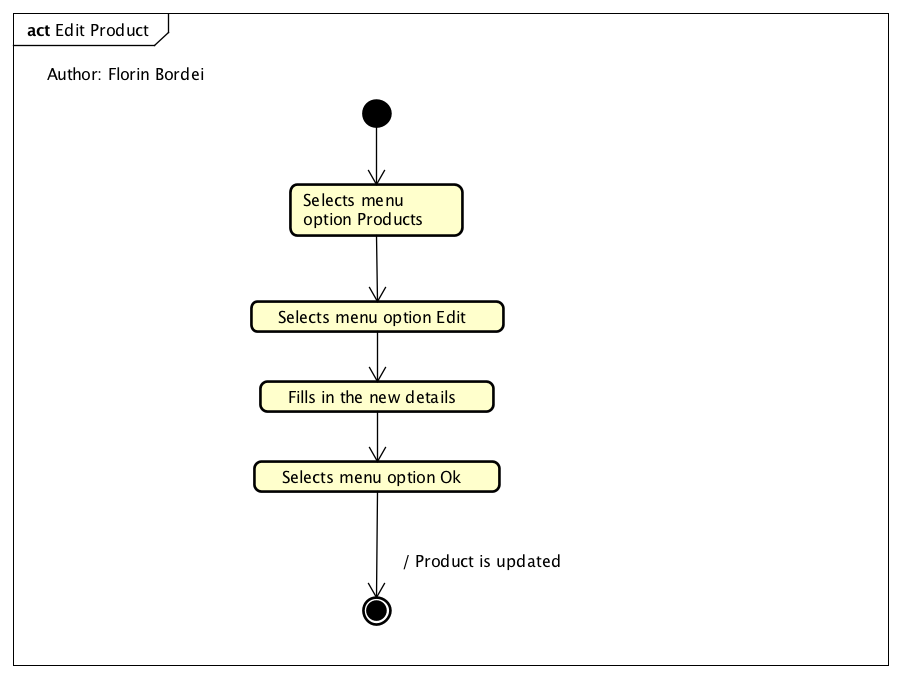 act Edit Product
Author: Florin Bordei
Selects menu
option Products
Selects menu option Edit
Fills in the new details
Selects menu option Ok
/ Product is updated